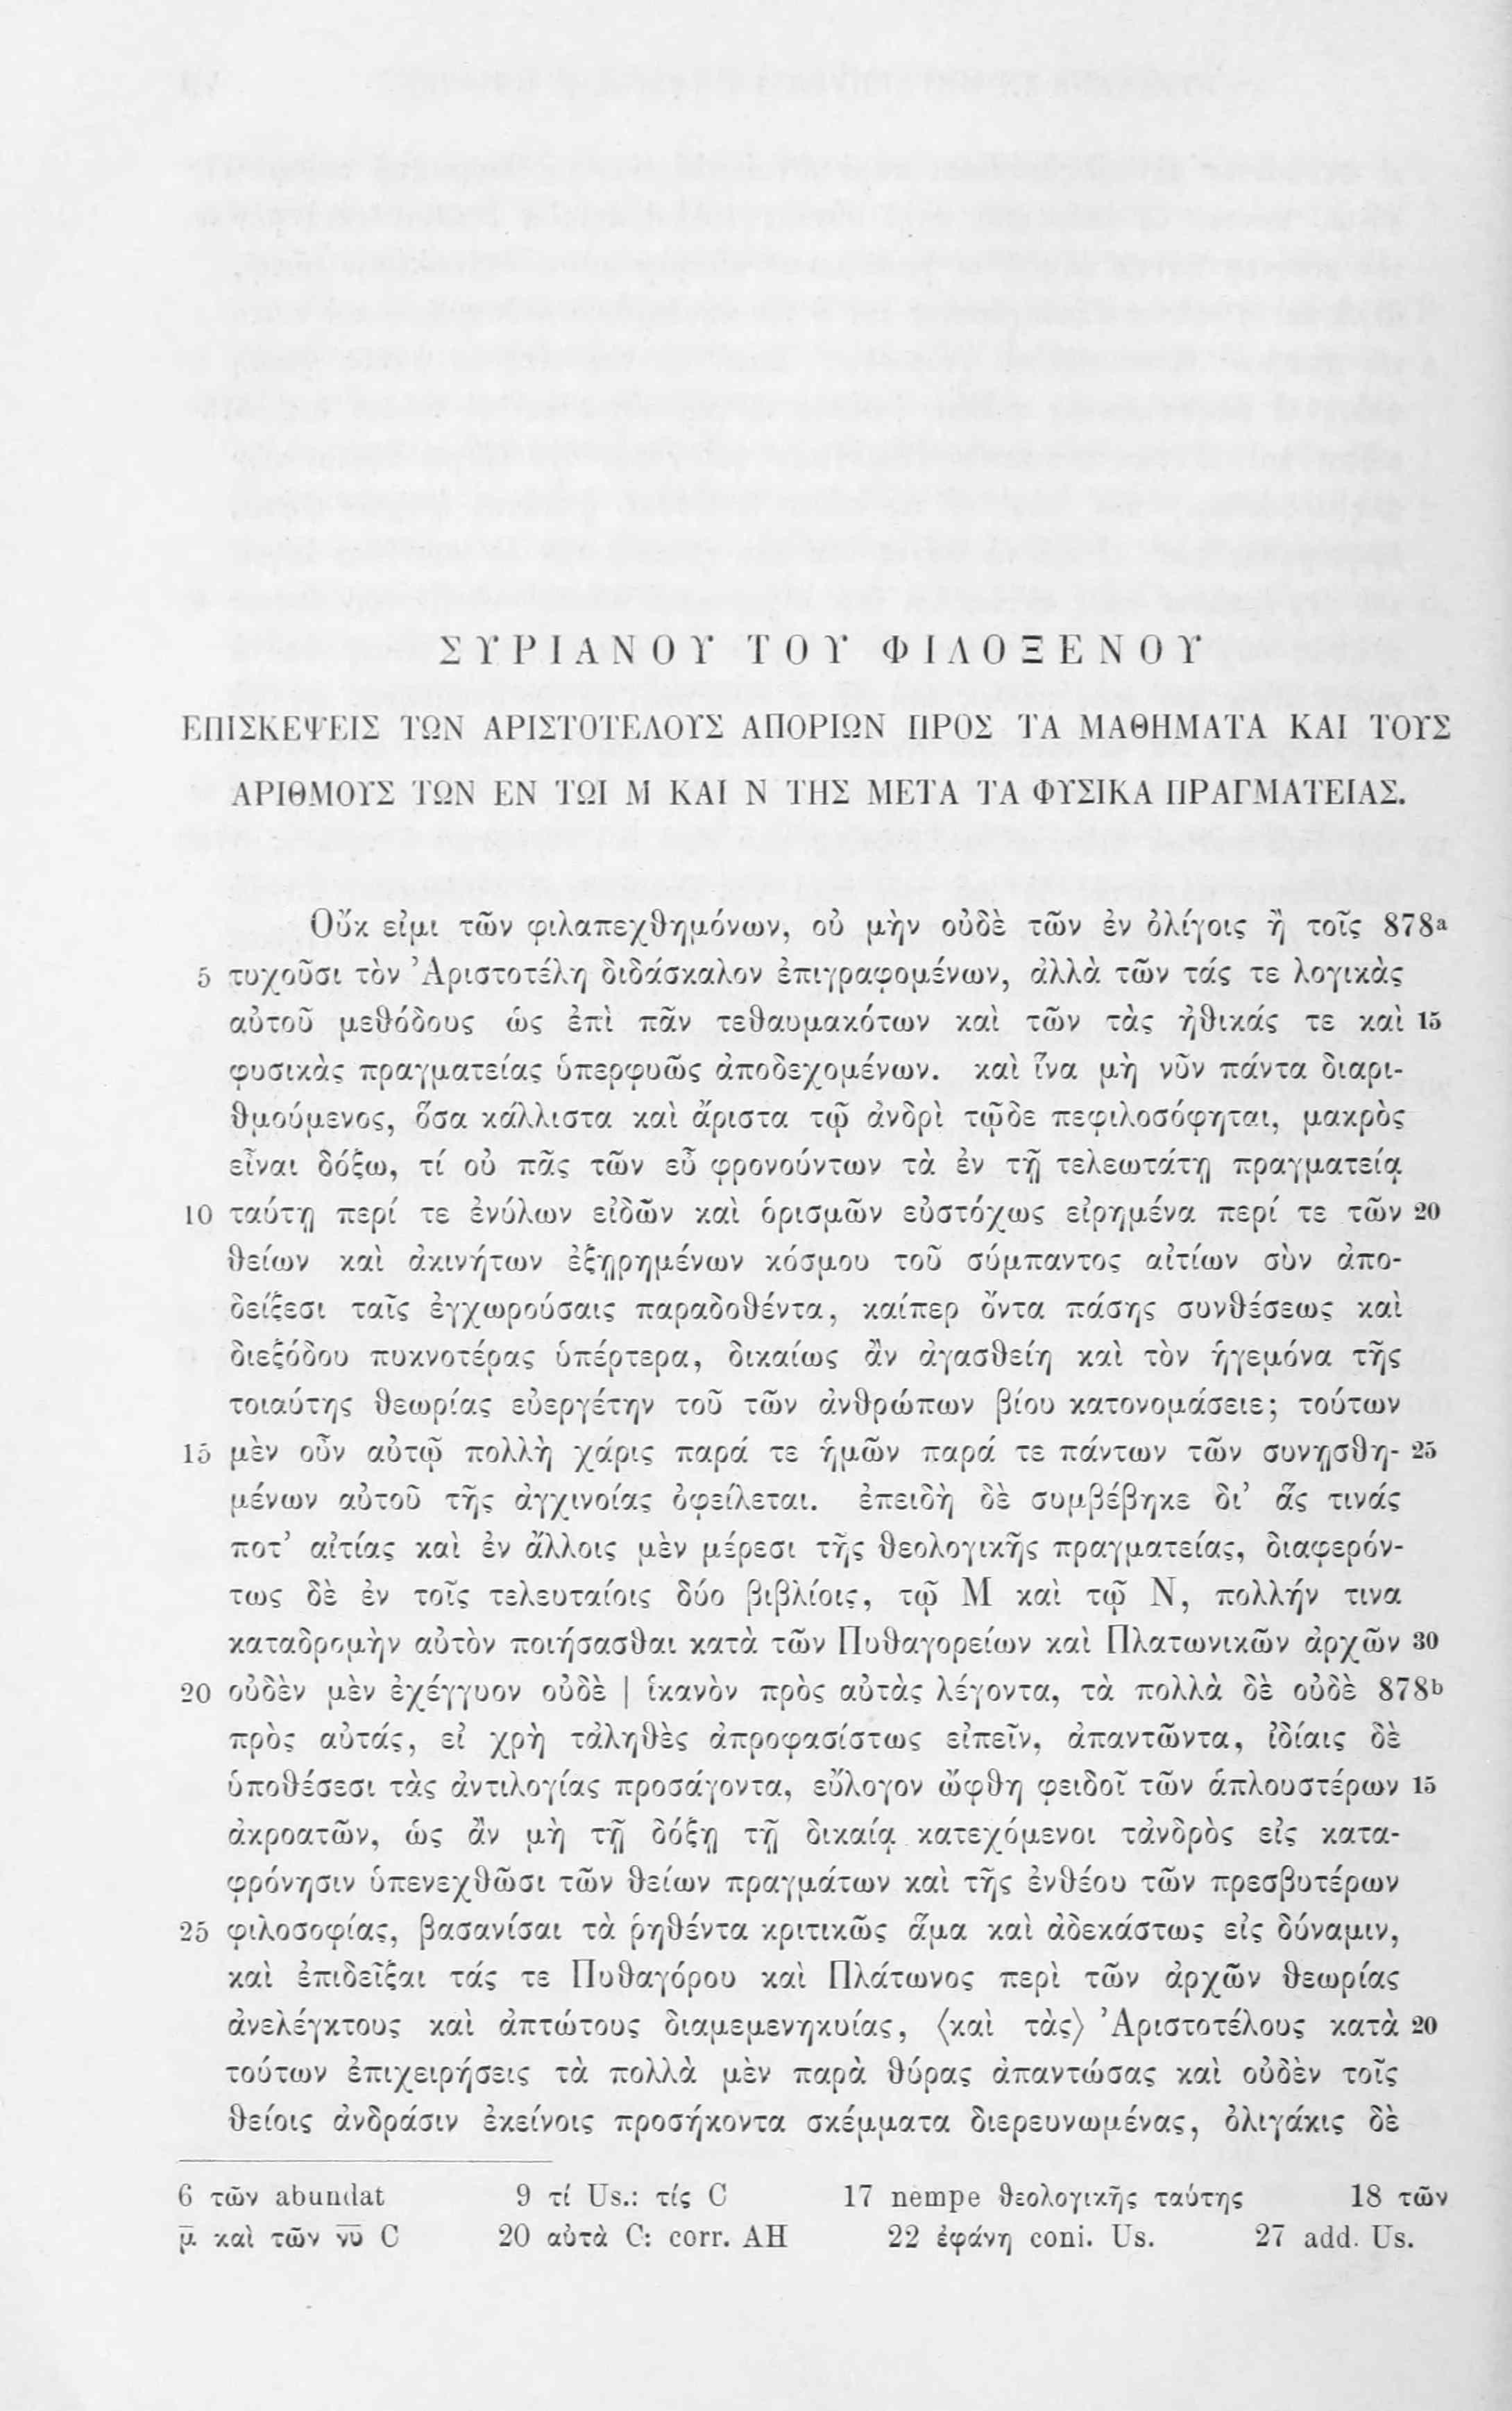 ΣΥΡΙΑΝΟΥ ΤΟΥ ΦΙΛΟΞΕΝΟΥ
ΕΠΙΣΚΕΨΕΙΣ ΤΩΝ ΑΡΙΣΤΟΤΕΛΟΥΣ ΑΠΟΡΙΩΝ ΠΡΟΣ ΤΑ ΜΑΘΗΜΑΤΑ ΚΑΙ ΤΟΥΣ
ΑΡΙΘΜΟΥΣ ΤΩΝ ΕΝ ΤΩΙ Μ ΚΑΙ Ν ΤΗΣ ΜΕΤΑ ΤΑ ΦΥΣΙΚΑ ΠΡΑΓΜΑΤΕΙΑΣ.
Οὔκ εἰμι τῶν φιλαπεχθημόνων, οὐ μὴν οὐδὲ τῶν ἐν ὀλίγοις ἢ τοῖς 878a
5 τυχοῦσι τὸν Ἀριστοτέλη διδάσκαλον ἐπιγραφομένων, ἀλλὰ τῶν τάς τε λογικὰς
αὐτοῦ μεθόδους ὡς ἐπὶ πᾶν τεθαυμακότων καὶ τῶν τὰς ἠθικάς τε καὶ 15
φυσικὰς πραγματείας ὑπερφυῶς ἀποδεχομένων. καὶ ἵνα μὴ νῦν πάντα διαρι-
θμούμενος, ὅσα κάλλιστα καὶ ἄριστα τῷ ἀνδρὶ τῷδε πεφιλοσόφηται, μακρὸς
εἶναι δόξω, τί οὐ πᾶς τῶν εὖ φρονούντων τὰ ἐν τῇ τελεωτάτῃ πραγματείᾳ
10 ταύτῃ περί τε ἐνύλων εἰδῶν καὶ ὁρισμῶν εὐστόχως εἰρημένα περί τε τῶν 20
θείων καὶ ἀκινήτων ἐξῃρημένων κόσμου τοῦ σύμπαντος αἰτίων σὺν ἀπο-
δείξεσι ταῖς ἐγχωρούσαις παραδοθέντα, καίπερ ὄντα πάσης συνθέσεως καὶ
διεξόδου πυκνοτέρας ὑπέρτερα, δικαίως ἂν ἀγασθείη καὶ τὸν ἡγεμόνα τῆς
τοιαύτης θεωρίας εὐεργέτην τοῦ τῶν ἀνθρώπων βίου κατονομάσειε; τούτων
15 μὲν οὖν αὐτῷ πολλὴ χάρις παρά τε ἡμῶν παρά τε πάντων τῶν συνῃσθη- 25
μένων αὐτοῦ τῆς ἀγχινοίας ὀφείλεται. ἐπειδὴ δὲ συμβέβηκε δι' ἅς τινάς
ποτ' αἰτίας καὶ ἐν ἄλλοις μὲν μέρεσι τῆς θεολογικῆς πραγματείας, διαφερόν-
τως δὲ ἐν τοῖς τελευταίοις δύο βιβλίοις, τῷ Μ καὶ τῷ Ν, πολλήν τινα
καταδρομὴν αὐτὸν ποιήσασθαι κατὰ τῶν Πυθαγορείων καὶ Πλατωνικῶν ἀρχῶν 30
20 οὐδὲν μὲν ἐχέγγυον οὐδὲ | ἱκανὸν πρὸς αὐτὰς λέγοντα, τὰ πολλὰ δὲ οὐδὲ 878b
πρὸς αὐτάς, εἰ χρὴ τἀληθὲς ἀπροφασίστως εἰπεῖν, ἀπαντῶντα, ἰδίαις δὲ
ὑποθέσεσι τὰς ἀντιλογίας προσάγοντα, εὔλογον ὤφθη φειδοῖ τῶν ἁπλουστέρων 15
ἀκροατῶν, ὡς ἂν μὴ τῇ δόξῃ τῇ δικαίᾳ κατεχόμενοι τἀνδρὸς εἰς κατα-
φρόνησιν ὑπενεχθῶσι τῶν θείων πραγμάτων καὶ τῆς ἐνθέου τῶν πρεσβυτέρων
25 φιλοσοφίας, βασανίσαι τὰ ῥηθέντα κριτικῶς ἅμα καὶ ἀδεκάστως εἰς δύναμιν,
καὶ ἐπιδεῖξαι τάς τε Πυθαγόρου καὶ Πλάτωνος περὶ τῶν ἀρχῶν θεωρίας
ἀνελέγκτους καὶ ἀπτώτους διαμεμενηκυίας, ⟨καὶ τὰς⟩ Ἀριστοτέλους κατὰ 20
τούτων ἐπιχειρήσεις τὰ πολλὰ μὲν παρὰ θύρας ἀπαντώσας καὶ οὐδὲν τοῖς
θείοις ἀνδράσιν ἐκείνοις προσήκοντα σκέμματα διερευνωμένας, ὀλιγάκις δὲ
6 τῶν abundat 9 τί Us.: τίς C 17 nempe θεολογικῆς ταύτης 18 τῶν
μ̅ καὶ τῶν ν̅υ̅ C 20 αὐτὰ C: corr. AH 22 ἐφάνη coni. Us. 27 add. Us.